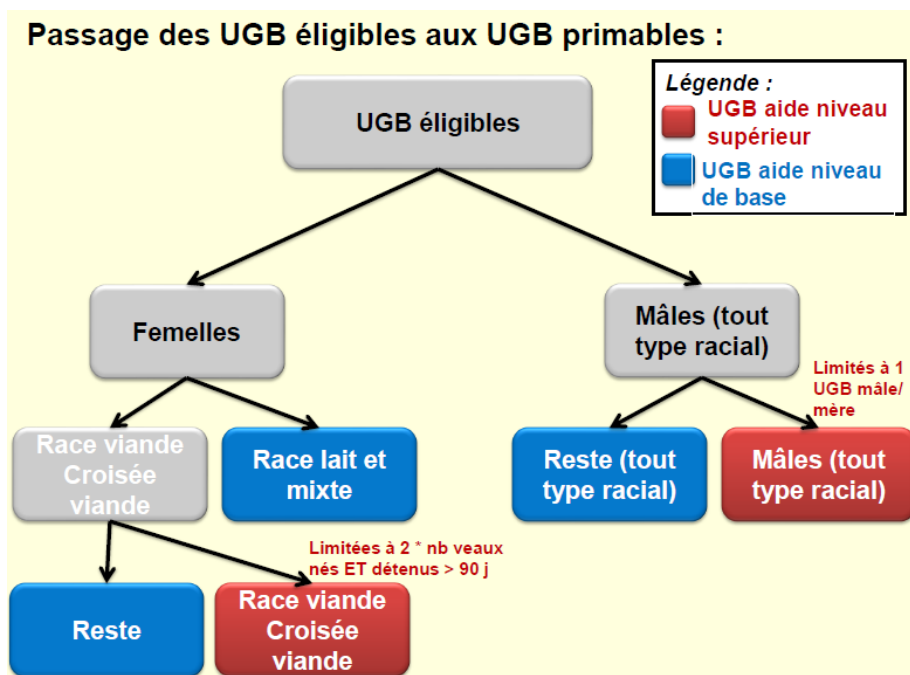 Passage des UGB éligibles aux UGB primables :
Légende :
UGB aide niveau
supérieur
UGB aide niveau
de base
UGB éligibles
Femelles
Mâles (tout
type racial)
Limités à 1
UGB mâle/
mère
Race viande
Croisée
viande
Race lait et
mixte
Reste (tout
type racial)
Mâles (tout
type racial)
Limitées à 2 * nb veaux
nés ET détenus > 90 j
Reste
Race viande
Croisée
viande